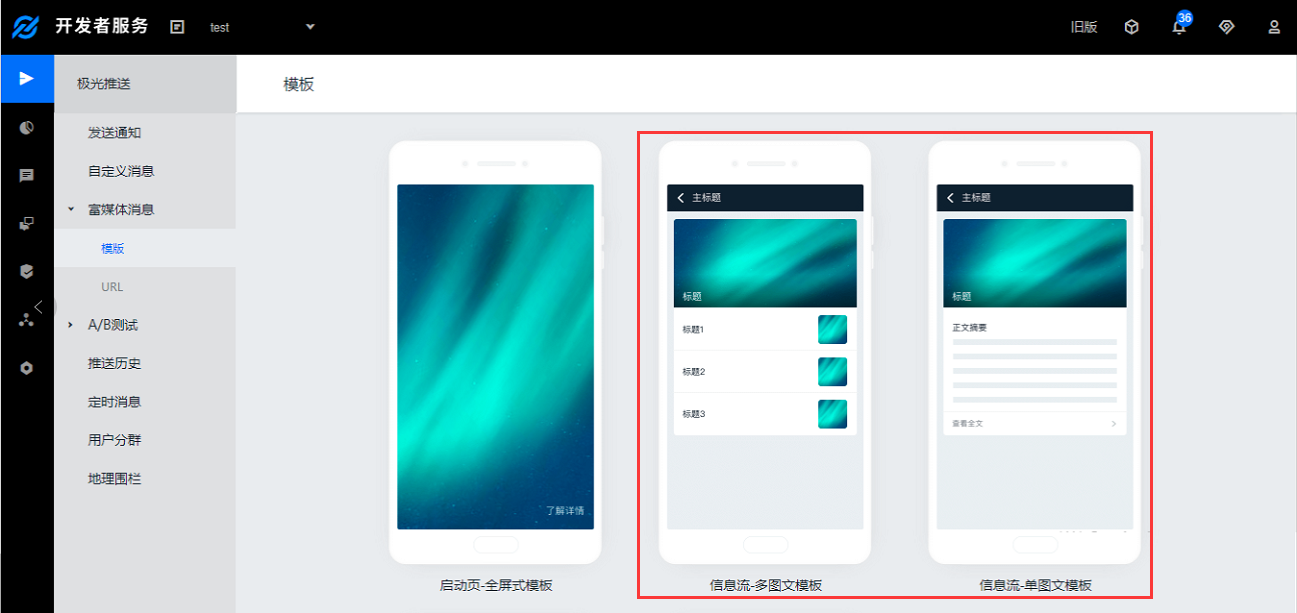 开发者服务
test
旧版
36
极光推送
模板
发送通知
自定义消息
富媒体消息
模版
URL
A/B测试
推送历史
定时消息
用户分群
地理围栏
了解详情
启动页-全屏式模板
主标题
标题
标题1
标题2
标题3
信息流-多图文模板
主标题
标题
正文摘要
查看全文
信息流-单图文模板